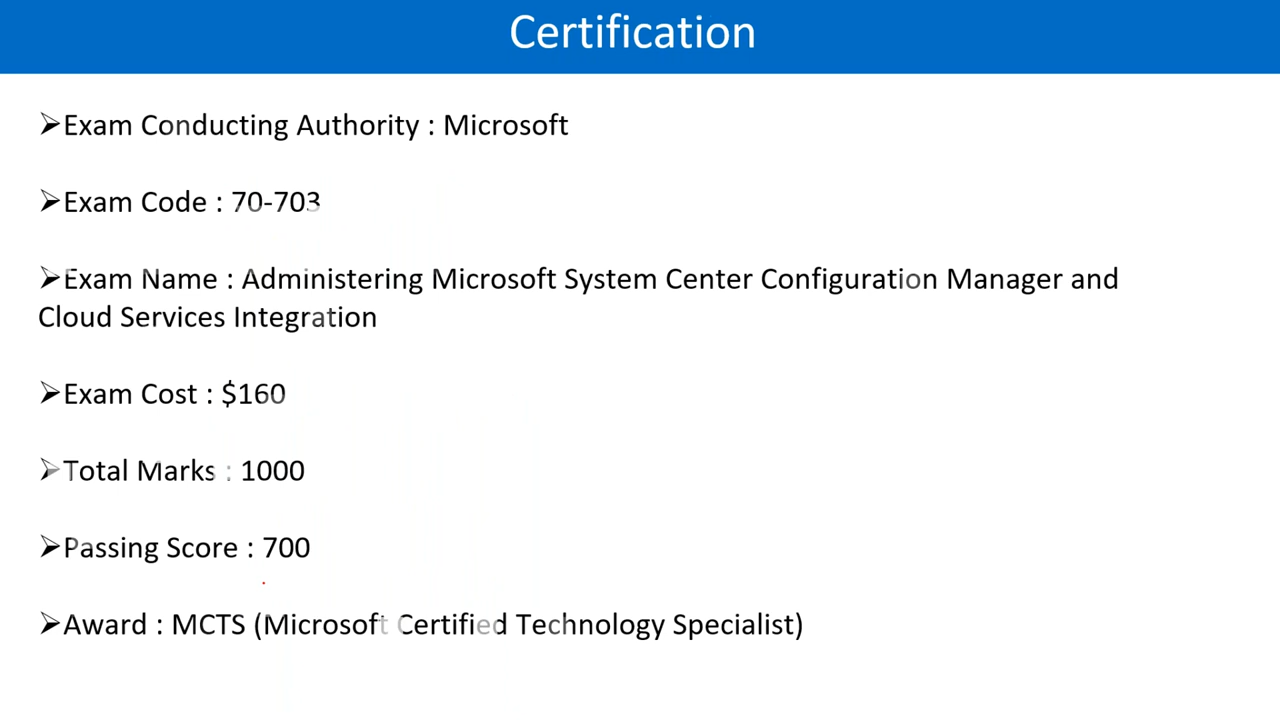 Certification
➢Exam Conducting Authority : Microsoft
➢Exam Code : 70-703
➢Exam Name : Administering Microsoft System Center Configuration Manager and
Cloud Services Integration
➢Exam Cost : $160
➢Total Marks : 1000
➢Passing Score : 700
➢Award : MCTS (Microsoft Certified Technology Specialist)